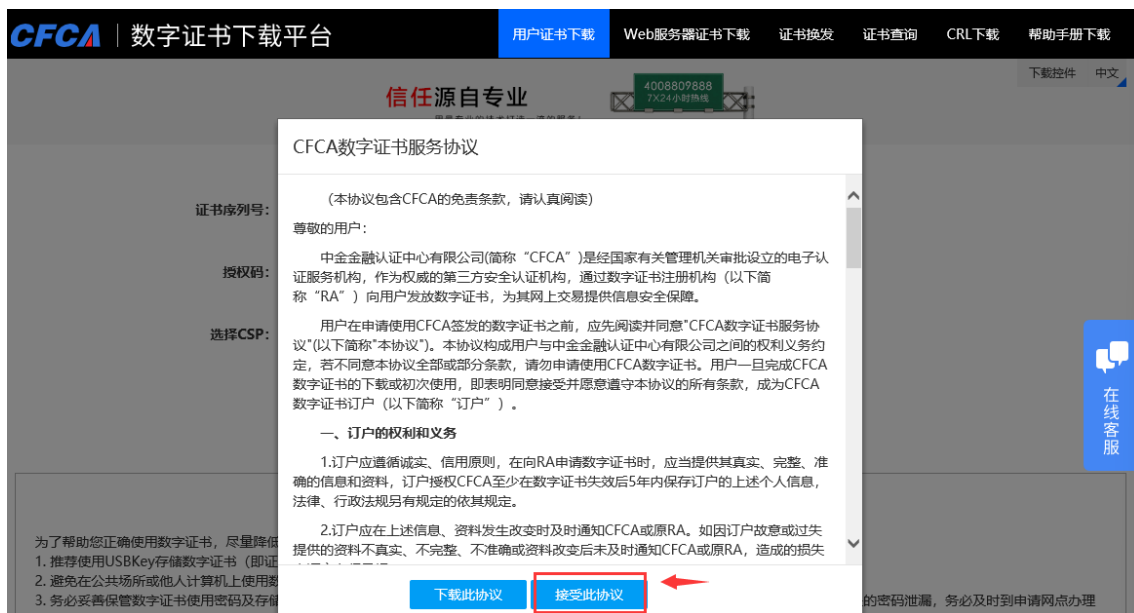 CFCA 数字证书下载平台
用户证书下载 Web服务器证书下载 证书换发 证书查询 CRL下载 帮助手册下载
下载控件 中文
信任源自专业
4008809888
7X24小时热线
CFCA数字证书服务协议
证书序列号：
授权码：
选择CSP：
（本协议包含CFCA的免责条款，请认真阅读）
尊敬的用户：
中金金融认证中心有限公司(简称“CFCA”)是经国家有关管理机关审批设立的电子认
证服务机构，作为权威的第三方安全认证机构，通过数字证书注册机构（以下简
称“RA”）向用户发放数字证书，为其网上交易提供信息安全保障。
用户在申请使用CFCA签发的数字证书之前，应先阅读并同意"CFCA数字证书服务协
议"(以下简称"本协议")。本协议构成用户与中金金融认证中心有限公司之间的权利义务约
定，若不同意本协议全部或部分条款，请勿申请使用CFCA数字证书。用户一旦完成CFCA
数字证书的下载或初次使用，即表明同意接受并愿意遵守本协议的所有条款，成为CFCA
数字证书订户（以下简称“订户”）。
一、订户的权利和义务
1.订户应遵循诚实、信用原则，在向RA申请数字证书时，应当提供其真实、完整、准
确的信息和资料，订户授权CFCA至少在数字证书失效后5年内保存订户的上述个人信息，
法律、行政法规另有规定的依其规定。
2.订户应在上述信息、资料发生改变时及时通知CFCA或原RA。如因订户故意或过失
提供的资料不真实、不完整、不准确或资料改变后未及时通知CFCA或原RA，造成的损失
下载此协议 接受此协议
在线客服
为了帮助您正确使用数字证书，尽量降低
1. 推荐使用USBKey存储数字证书（即证
2. 避免在公共场所或他人计算机上使用数
3. 务必妥善保管数字证书使用密码及存储
的密码泄漏，务必及时到申请网点办理